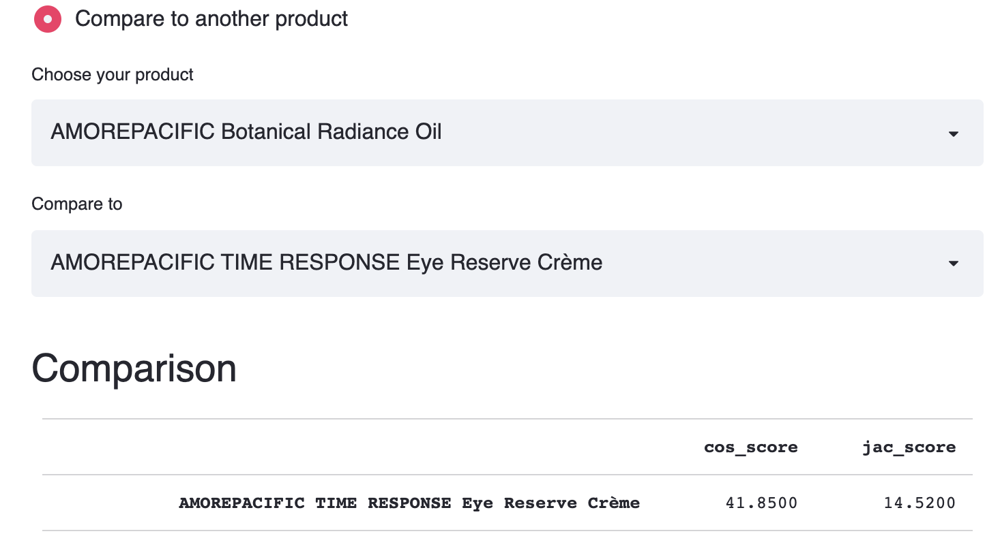 Compare to another product
Choose your product
AMOREPACIFIC Botanical Radiance Oil
Compare to
AMOREPACIFIC TIME RESPONSE Eye Reserve Crème
Comparison
cos_score jac_score
AMOREPACIFIC TIME RESPONSE Eye Reserve Crème 41.8500 14.5200